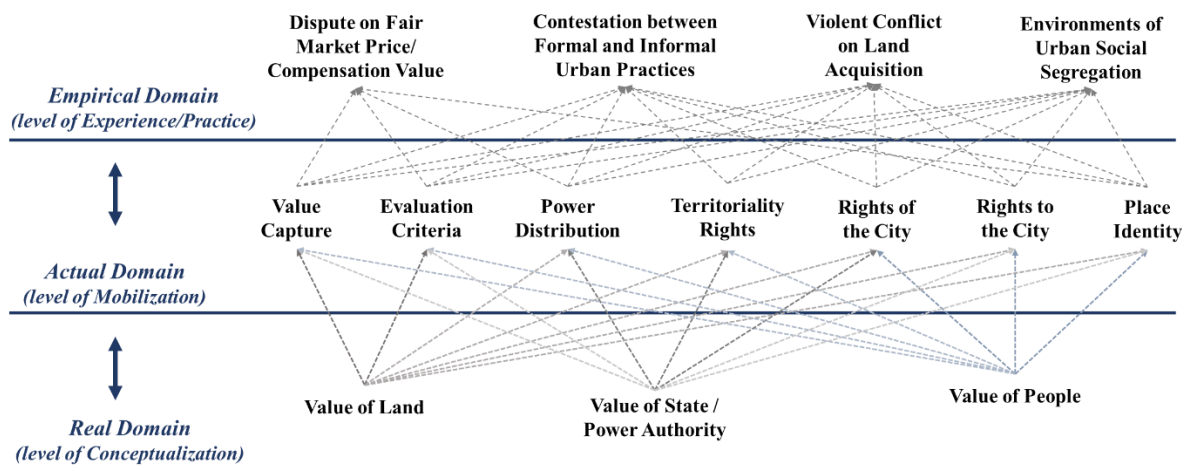 Dispute on Fair
Market Price/
Compensation Value
Contestation between
Formal and Informal
Urban Practices
Violent Conflict
on Land
Acquisition
Environments of
Urban Social
Segregation
Empirical Domain
(level of Experience/Practice)
Value
Capture
Evaluation
Criteria
Power
Distribution
Territoriality
Rights
Rights of
the City
Rights to
the City
Place
Identity
Actual Domain
(level of Mobilization)
Value of Land
Value of State /
Power Authority
Value of People
Real Domain
(level of Conceptualization)